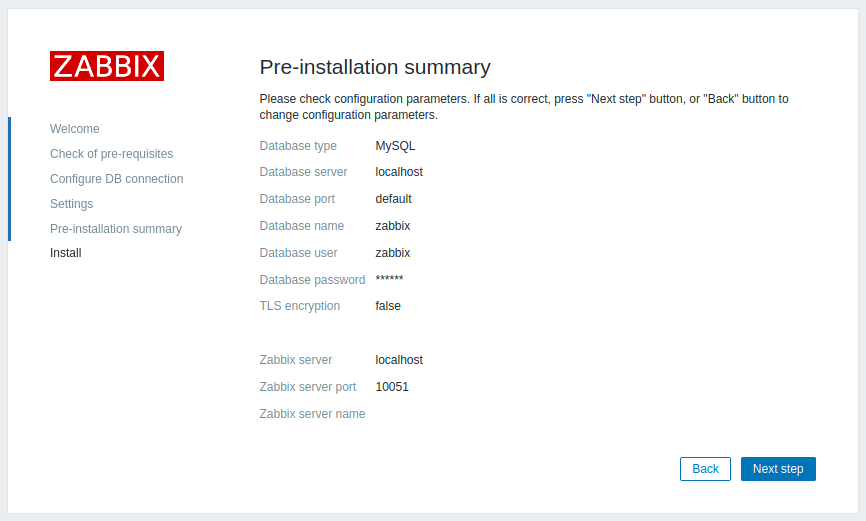 ZABBIX
Welcome
Check of pre-requisites
Configure DB connection
Settings
Pre-installation summary
Install
Pre-installation summary
Please check configuration parameters. If all is correct, press "Next step" button, or "Back" button to
change configuration parameters.
Database type MySQL
Database server localhost
Database port default
Database name zabbix
Database user zabbix
Database password ******
TLS encryption false
Zabbix server localhost
Zabbix server port 10051
Zabbix server name
Back Next step